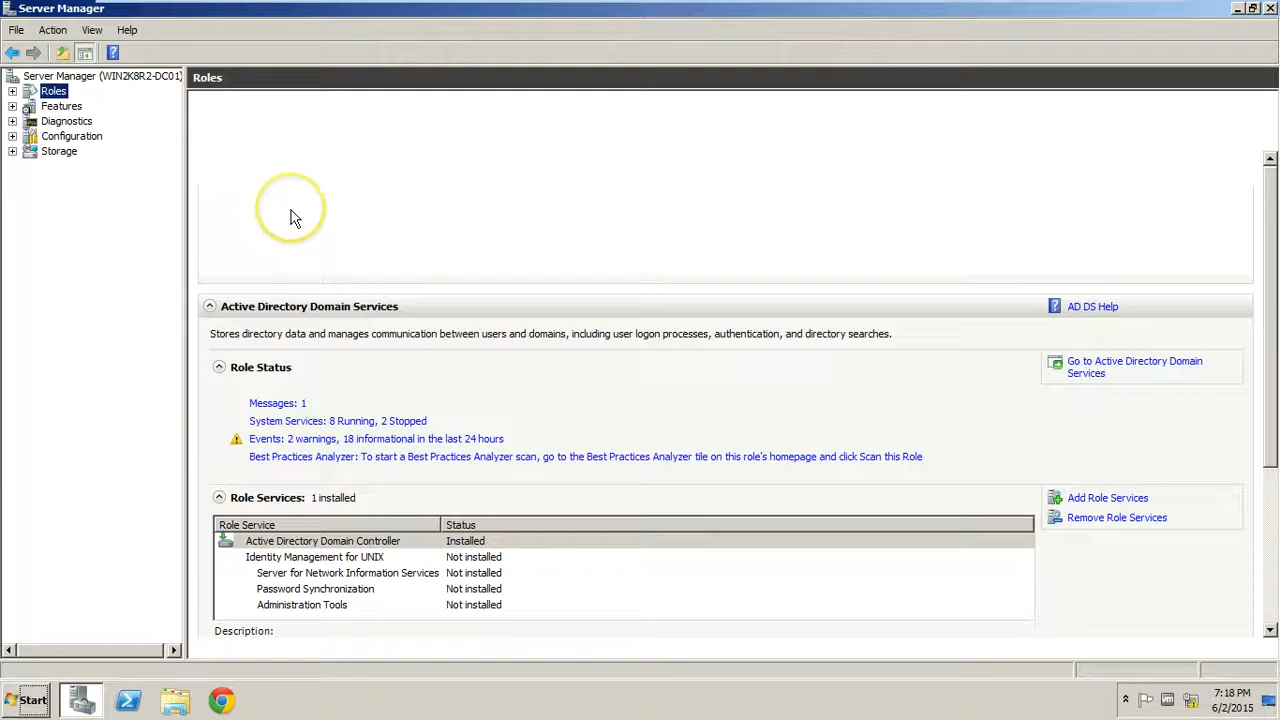 Server Manager
File Action View Help
Server Manager (WIN2K8R2-DC01)
Roles
Features
Diagnostics
Configuration
Storage
Roles
Active Directory Domain Services
AD DS Help
Stores directory data and manages communication between users and domains, including user logon processes, authentication, and directory searches.
Role Status
Go to Active Directory Domain
Services
Messages: 1
System Services: 8 Running, 2 Stopped
Events: 2 warnings, 18 informational in the last 24 hours
Best Practices Analyzer: To start a Best Practices Analyzer scan, go to the Best Practices Analyzer tile on this role's homepage and click Scan this Role
Role Services: 1 installed
Add Role Services
Remove Role Services
Role Service Status
Active Directory Domain Controller Installed
Identity Management for UNIX Not installed
Server for Network Information Services Not installed
Password Synchronization Not installed
Administration Tools Not installed
Description:
Start
7:18 PM
6/2/2015